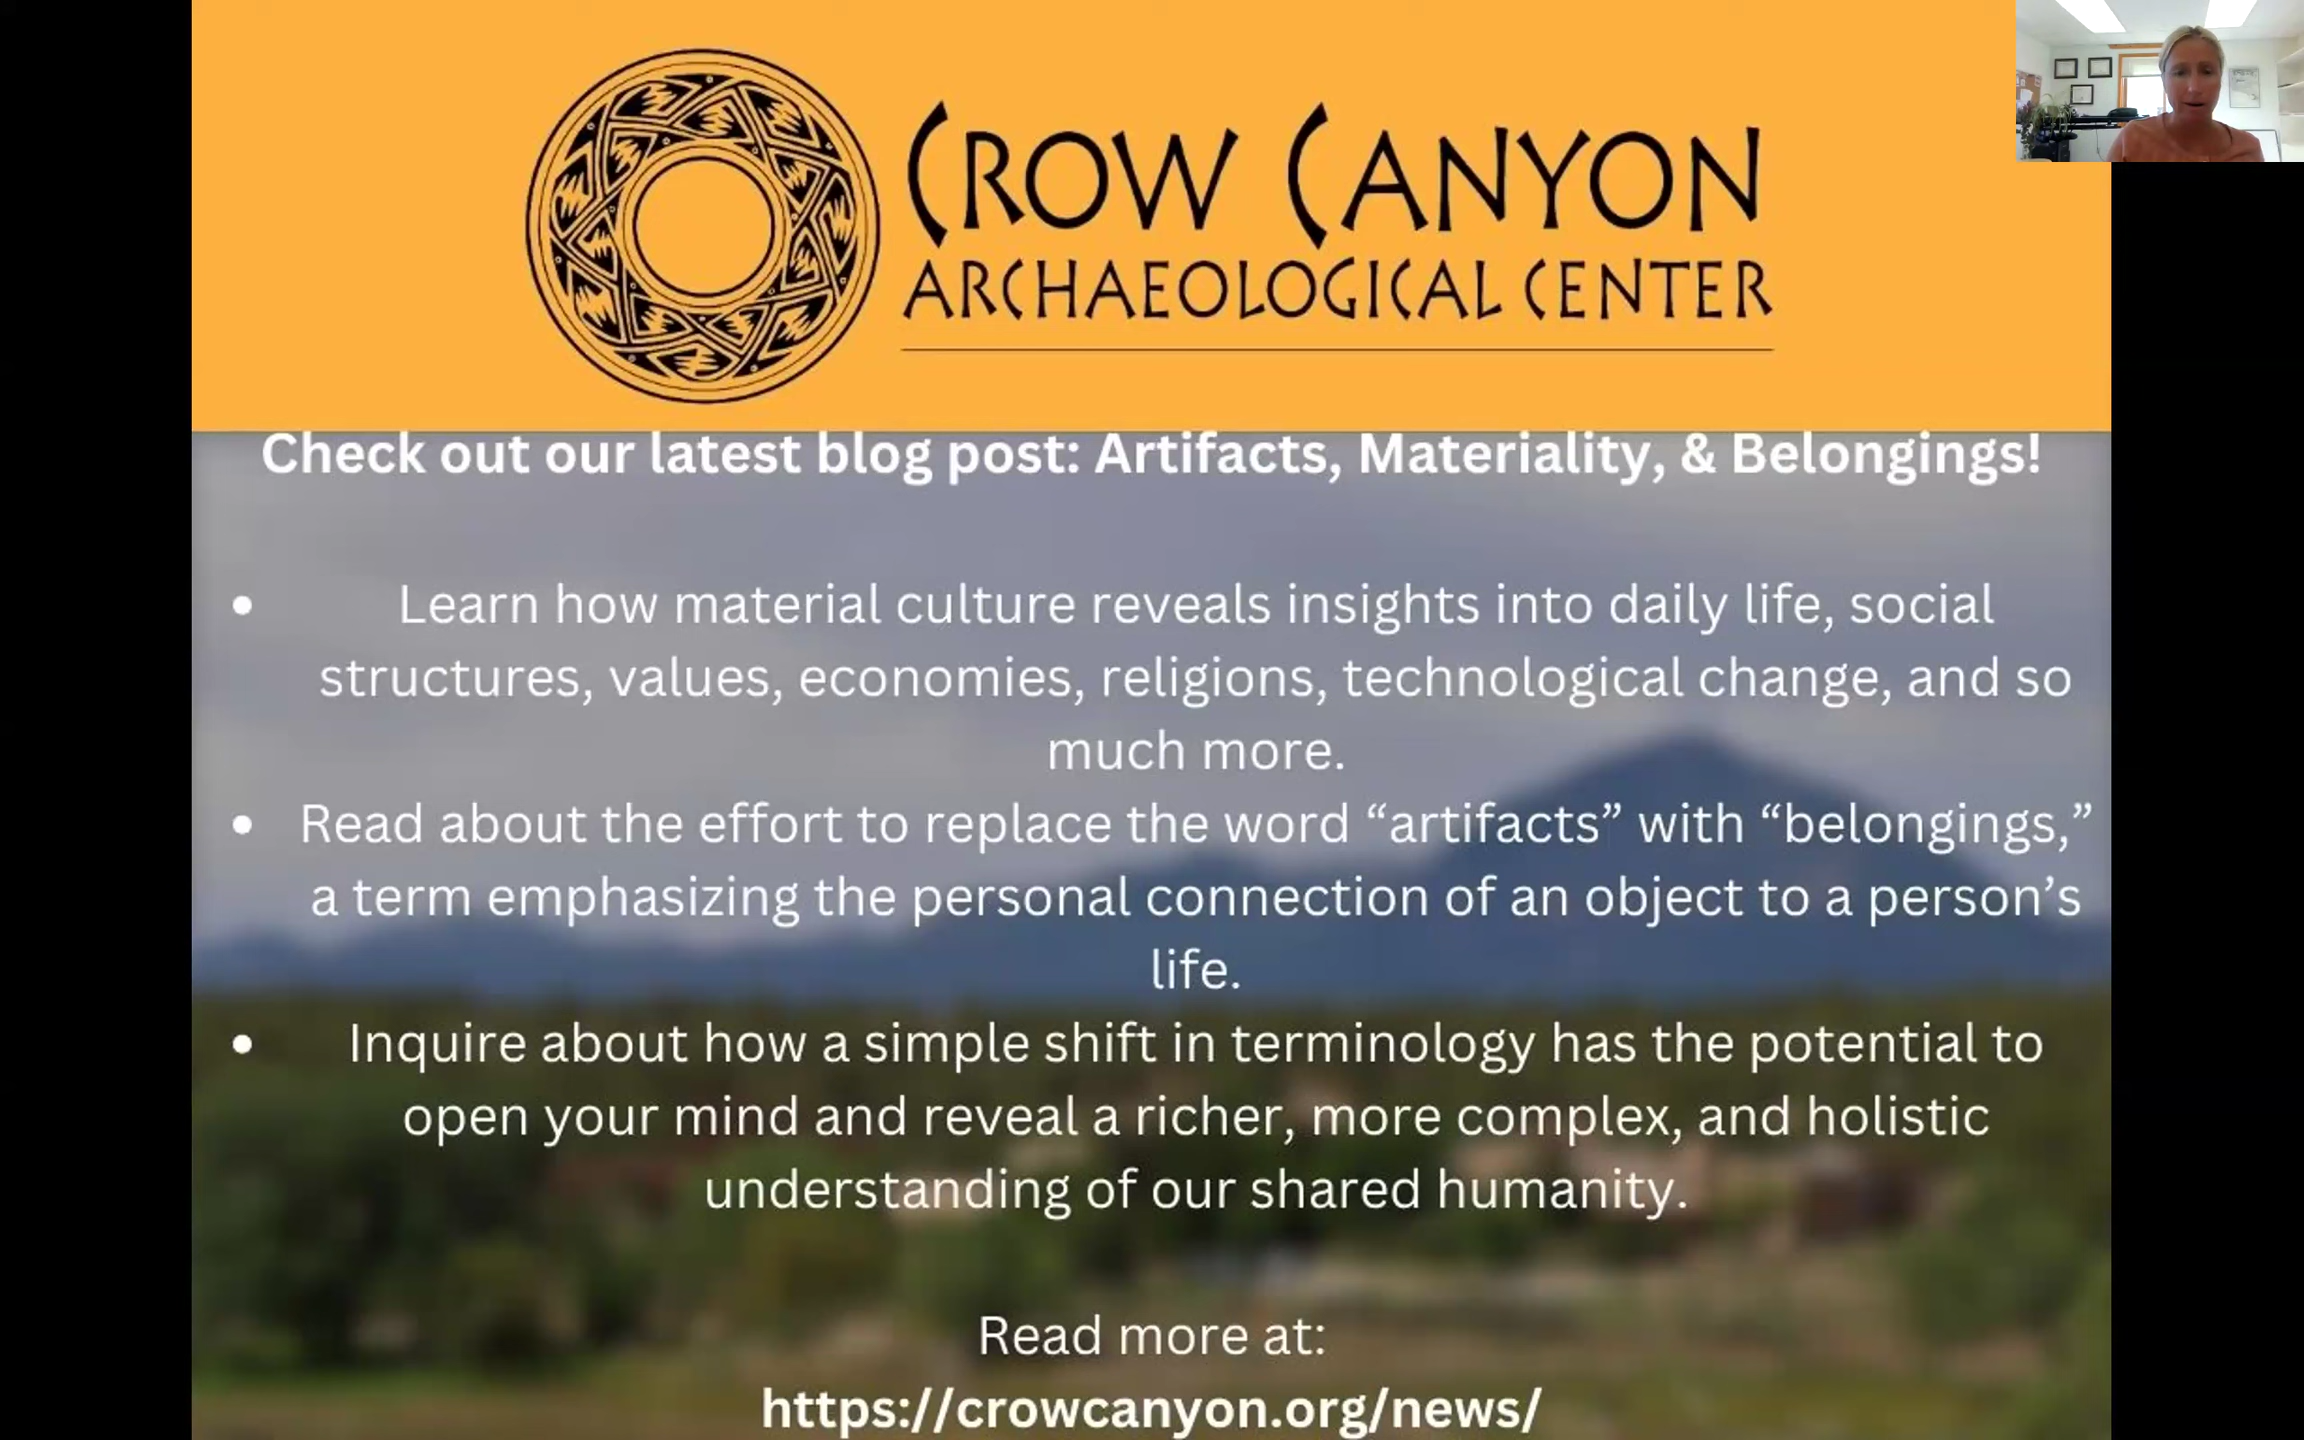 CROW CANYON
ARCHAEOLOGICAL CENTER
Check out our latest blog post: Artifacts, Materiality, & Belongings!
• Learn how material culture reveals insights into daily life, social
structures, values, economies, religions, technological change, and so
much more.
• Read about the effort to replace the word “artifacts” with “belongings,”
a term emphasizing the personal connection of an object to a person’s
life.
• Inquire about how a simple shift in terminology has the potential to
open your mind and reveal a richer, more complex, and holistic
understanding of our shared humanity.
Read more at:
https://crowcanyon.org/news/